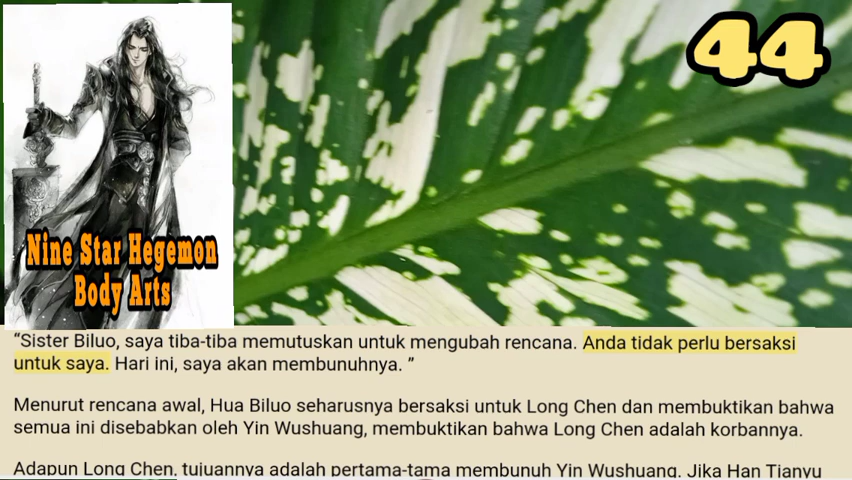 44
Nine Star Hegemon
Body Arts
“Sister Biluo, saya tiba-tiba memutuskan untuk mengubah rencana. Anda tidak perlu bersaksi
untuk saya. Hari ini, saya akan membunuhnya. ”
Menurut rencana awal, Hua Biluo seharusnya bersaksi untuk Long Chen dan membuktikan bahwa
semua ini disebabkan oleh Yin Wushuang, membuktikan bahwa Long Chen adalah korbannya.
Adapun Long Chen, tujuannya adalah pertama-tama membunuh Yin Wushuang. Jika Han Tianyu